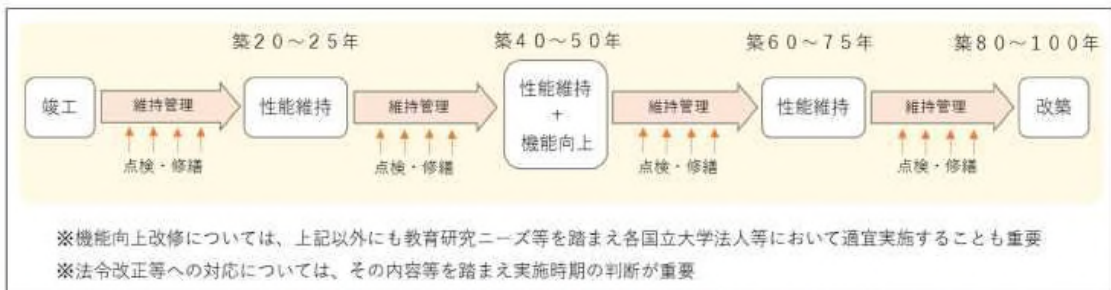 築２０～２５年
築４０～５０年
築６０～７５年
築８０～１００年
竣工
維持管理
点検・修繕
性能維持
維持管理
点検・修繕
性能維持
+
機能向上
維持管理
点検・修繕
性能維持
維持管理
点検・修繕
改築
※機能向上改修については、上記以外にも教育研究ニーズ等を踏まえ各国立大学法人等において適宜実施することも重要
※法令改正等への対応については、その内容等を踏まえ実施時期の判断が重要